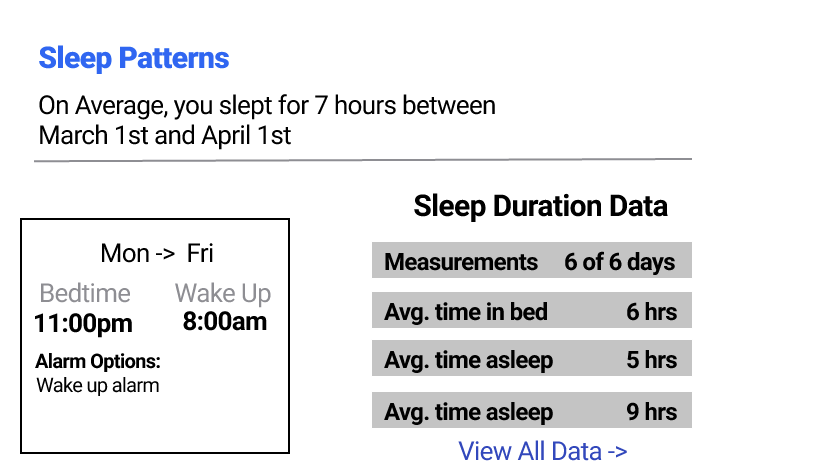 Sleep Patterns
On Average, you slept for 7 hours between
March 1st and April 1st
Mon -> Fri
Bedtime Wake Up
11:00pm 8:00am
Alarm Options:
Wake up alarm
Sleep Duration Data
Measurements 6 of 6 days
Avg. time in bed 6 hrs
Avg. time asleep 5 hrs
Avg. time asleep 9 hrs
View All Data ->